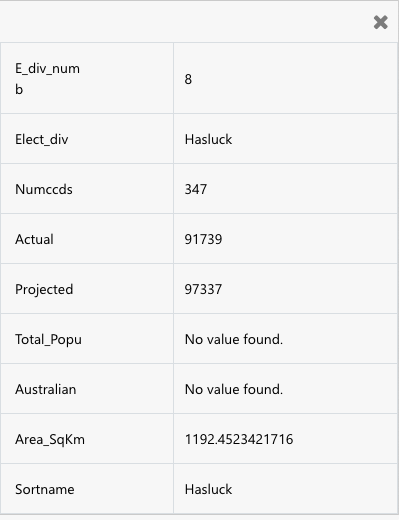 E_div_num
b
8
Elect_div
Hasluck
Numccds
347
Actual
91739
Projected
97337
Total_Popu
No value found.
Australian
No value found.
Area_SqKm
1192.4523421716
Sortname
Hasluck